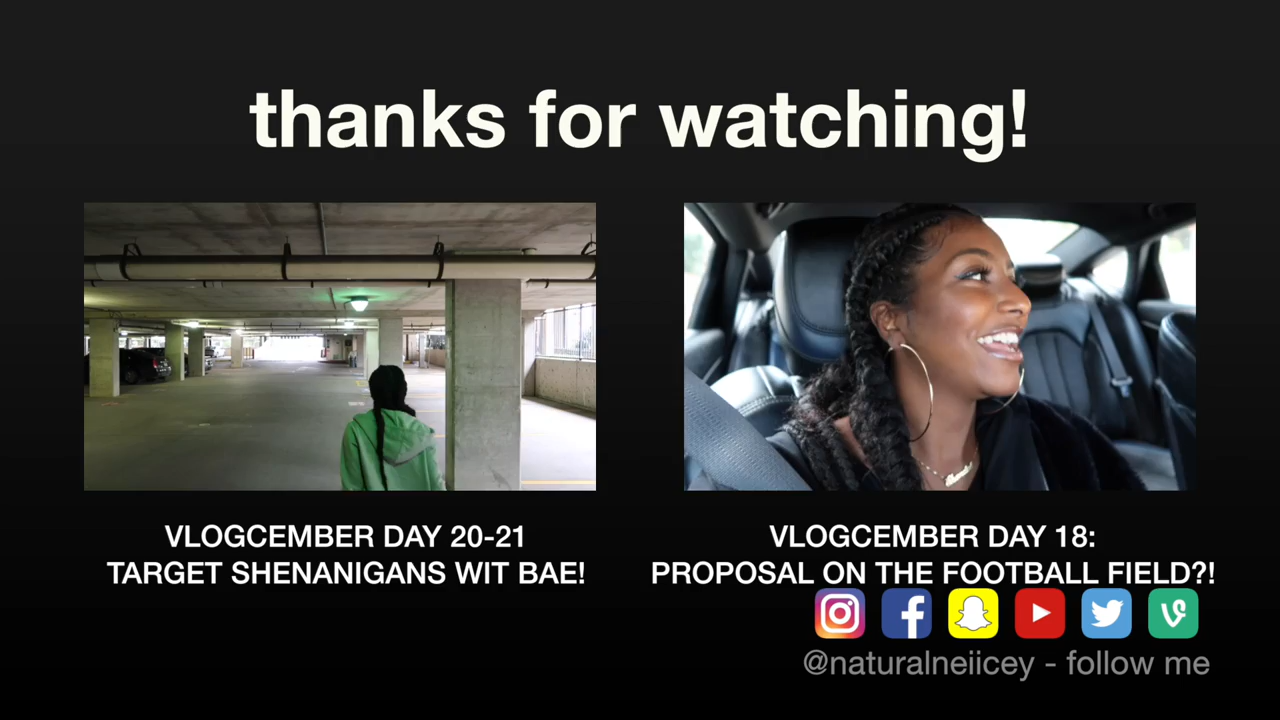 thanks for watching!
VLOGCEMBER DAY 20-21
TARGET SHENANIGANS WIT BAE!
VLOGCEMBER DAY 18:
PROPOSAL ON THE FOOTBALL FIELD?!
@naturalneiicey - follow me